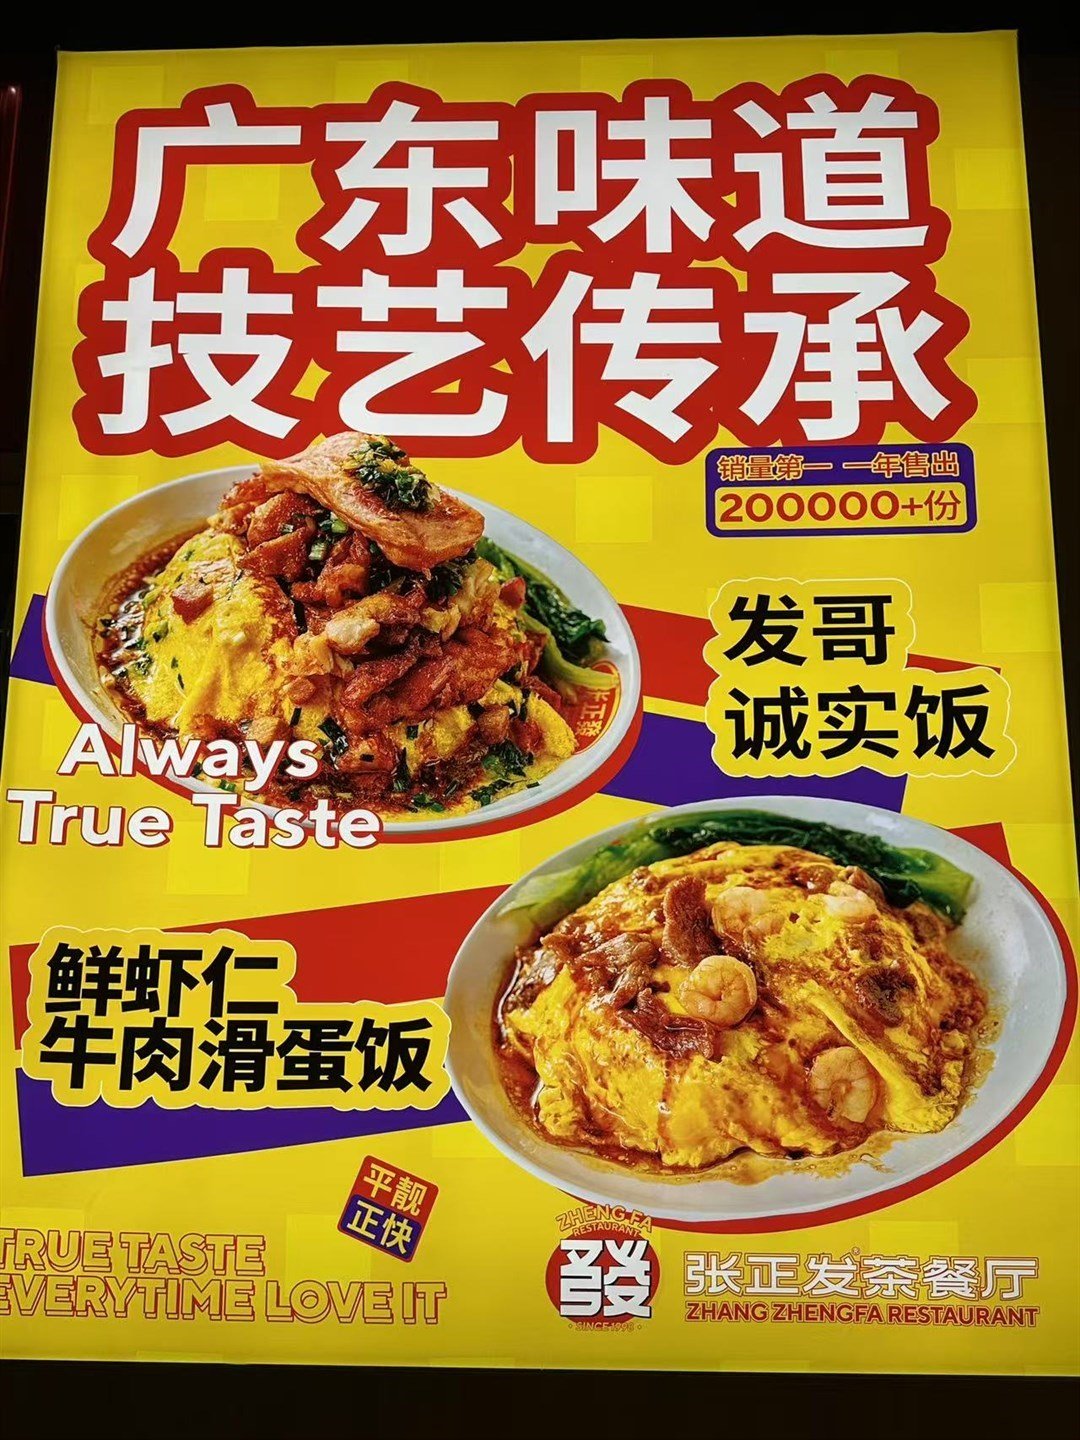 广东味道
技艺传承
销量第一 一年售出
200000+份
发哥
诚实饭
Always
True Taste
鲜虾仁
牛肉滑蛋饭
平靓
正快
TRUE TASTE
EVERYTIME LOVE IT
ZHENG FA
RESTAURANT
發
·SINCE 1998·
张正发®茶餐厅
ZHANG ZHENGFA RESTAURANT